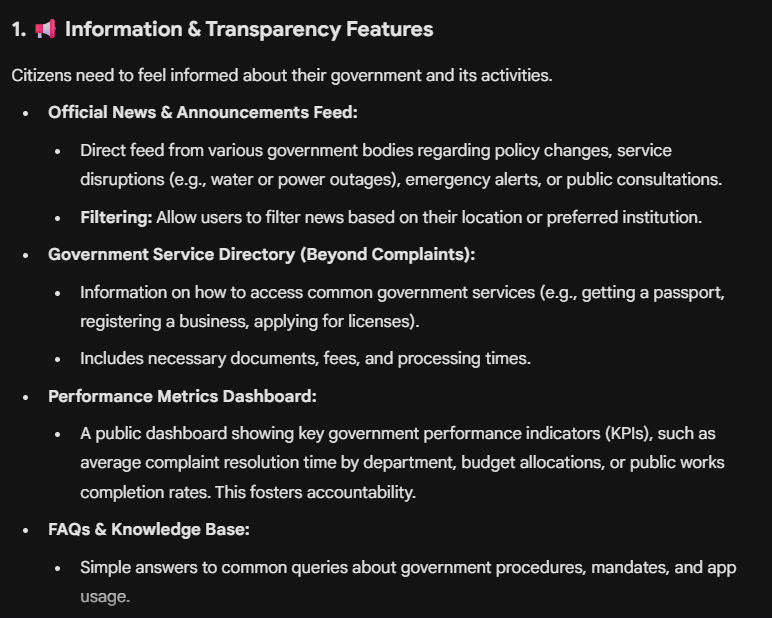 1. 📢 Information & Transparency Features
Citizens need to feel informed about their government and its activities.
• Official News & Announcements Feed:
• Direct feed from various government bodies regarding policy changes, service
disruptions (e.g., water or power outages), emergency alerts, or public consultations.
• Filtering: Allow users to filter news based on their location or preferred institution.
• Government Service Directory (Beyond Complaints):
• Information on how to access common government services (e.g., getting a passport,
registering a business, applying for licenses).
• Includes necessary documents, fees, and processing times.
• Performance Metrics Dashboard:
• A public dashboard showing key government performance indicators (KPIs), such as
average complaint resolution time by department, budget allocations, or public works
completion rates. This fosters accountability.
• FAQs & Knowledge Base:
• Simple answers to common queries about government procedures, mandates, and app
usage.